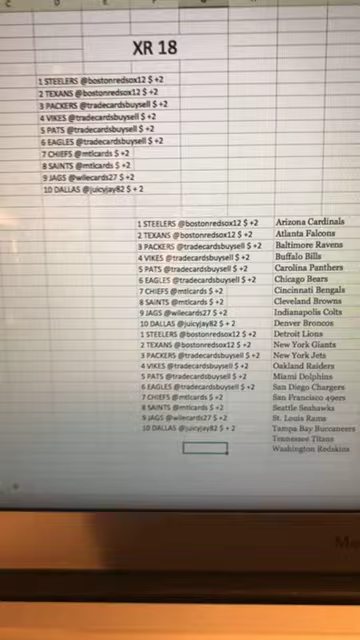 C D E F H
XR 18
1 STEELERS @bostonredsox12 $ +2
2 TEXANS @bostonredsox12 $ +2
3 PACKERS @tradecardsbuysell $ +2
4 VIKES @tradecardsbuysell $ +2
5 PATS @tradecardsbuysell $ +2
6 EAGLES @tradecardsbuysell $ +2
7 CHIEFS @mticards $ +2
8 SAINTS @mticards $ +2
9 JAGS @wilecards27 $ +2
10 DALLAS @juicyjay82 $ + 2
1 STEELERS @bostonredsox12 $ +2 Arizona Cardinals
2 TEXANS @bostonredsox12 $ +2 Atlanta Falcons
3 PACKERS @tradecardsbuysell $ +2 Baltimore Ravens
4 VIKES @tradecardsbuysell $ +2 Buffalo Bills
5 PATS @tradecardsbuysell $ +2 Carolina Panthers
6 EAGLES @tradecardsbuysell $ +2 Chicago Bears
7 CHIEFS @mticards $ +2 Cincinnati Bengals
8 SAINTS @mticards $ +2 Cleveland Browns
9 JAGS @wilecards27 $ +2 Indianapolis Colts
10 DALLAS @juicyjay82 $ + 2 Denver Broncos
1 STEELERS @bostonredsox12 $ +2 Detroit Lions
2 TEXANS @bostonredsox12 $ +2 New York Giants
3 PACKERS @tradecardsbuysell $ +2 New York Jets
4 VIKES @tradecardsbuysell $ +2 Oakland Raiders
5 PATS @tradecardsbuysell $ +2 Miami Dolphins
6 EAGLES @tradecardsbuysell $ +2 San Diego Chargers
7 CHIEFS @mticards $ +2 San Francisco 49ers
8 SAINTS @mticards $ +2 Seattle Seahawks
9 JAGS @wilecards27 $ +2 St. Louis Rams
10 DALLAS @juicyjay82 $ + 2 Tampa Bay Buccaneers
Tennessee Titans
Washington Redskins